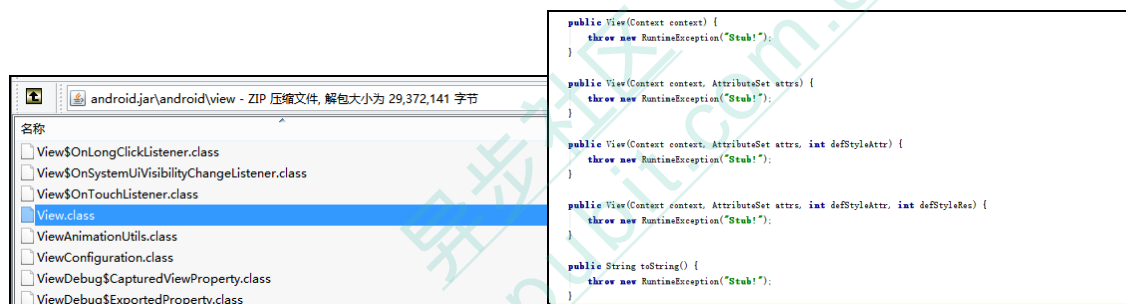 android.jar\android\view - ZIP 压缩文件, 解包大小为 29,372,141 字节
名称
View$OnLongClickListener.class
View$OnSystemUiVisibilityChangeListener.class
View$OnTouchListener.class
View.class
ViewAnimationUtils.class
ViewConfiguration.class
ViewDebug$CapturedViewProperty.class
ViewDebug$ExportedProperty.class
public View(Context context) {
throw new RuntimeException("Stub!");
}
public View(Context context, AttributeSet attrs) {
throw new RuntimeException("Stub!");
}
public View(Context context, AttributeSet attrs, int defStyleAttr) {
throw new RuntimeException("Stub!");
}
public View(Context context, AttributeSet attrs, int defStyleAttr, int defStyleRes) {
throw new RuntimeException("Stub!");
}
public String toString() {
throw new RuntimeException("Stub!");
}
异步社区